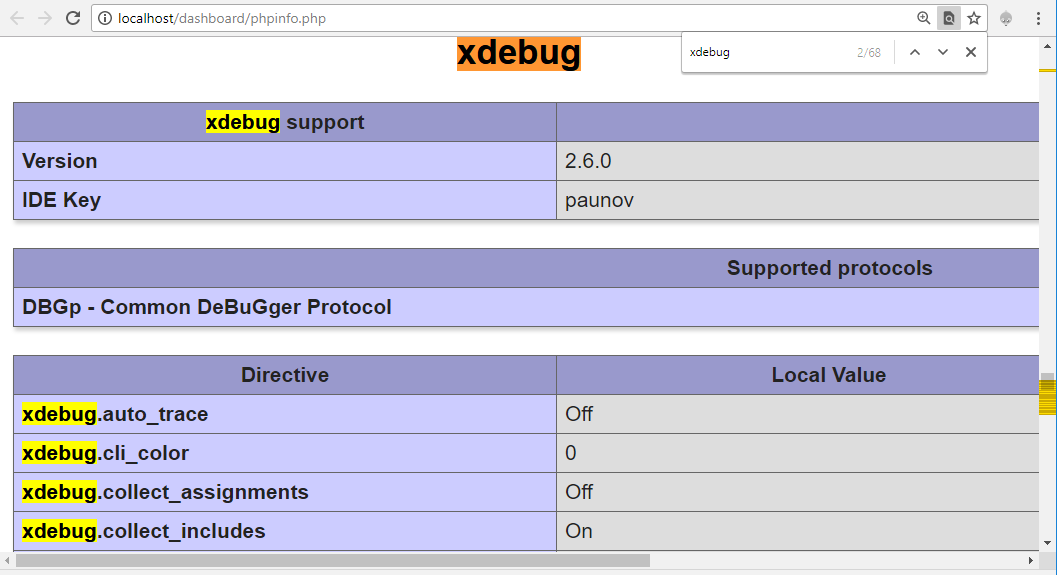 localhost/dashboard/phpinfo.php
xdebug 2/68
xdebug
xdebug support
Version 2.6.0
IDE Key paunov
Supported protocols
DBGp - Common DeBuGger Protocol
Directive Local Value
xdebug.auto_trace Off
xdebug.cli_color 0
xdebug.collect_assignments Off
xdebug.collect_includes On